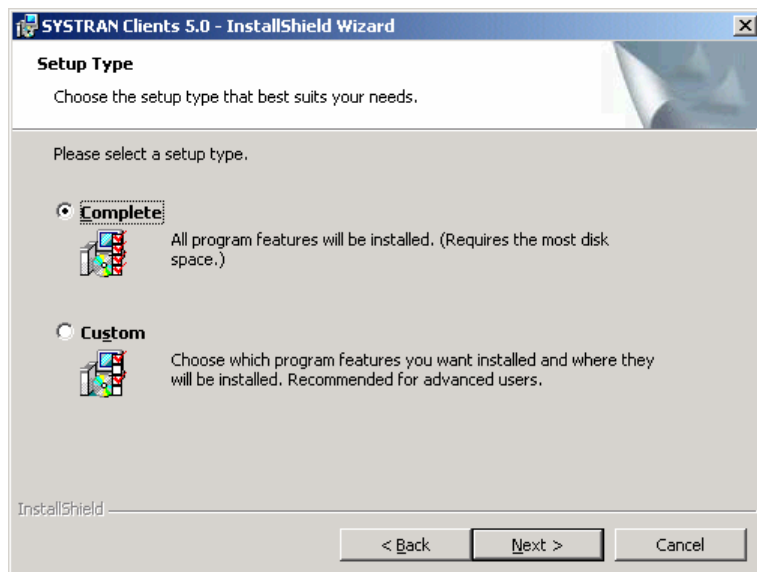 SYSTRAN Clients 5.0 - InstallShield Wizard
Setup Type
Choose the setup type that best suits your needs.
Please select a setup type.
Complete
All program features will be installed. (Requires the most disk
space.)
Custom
Choose which program features you want installed and where they
will be installed. Recommended for advanced users.
InstallShield
< Back
Next >
Cancel